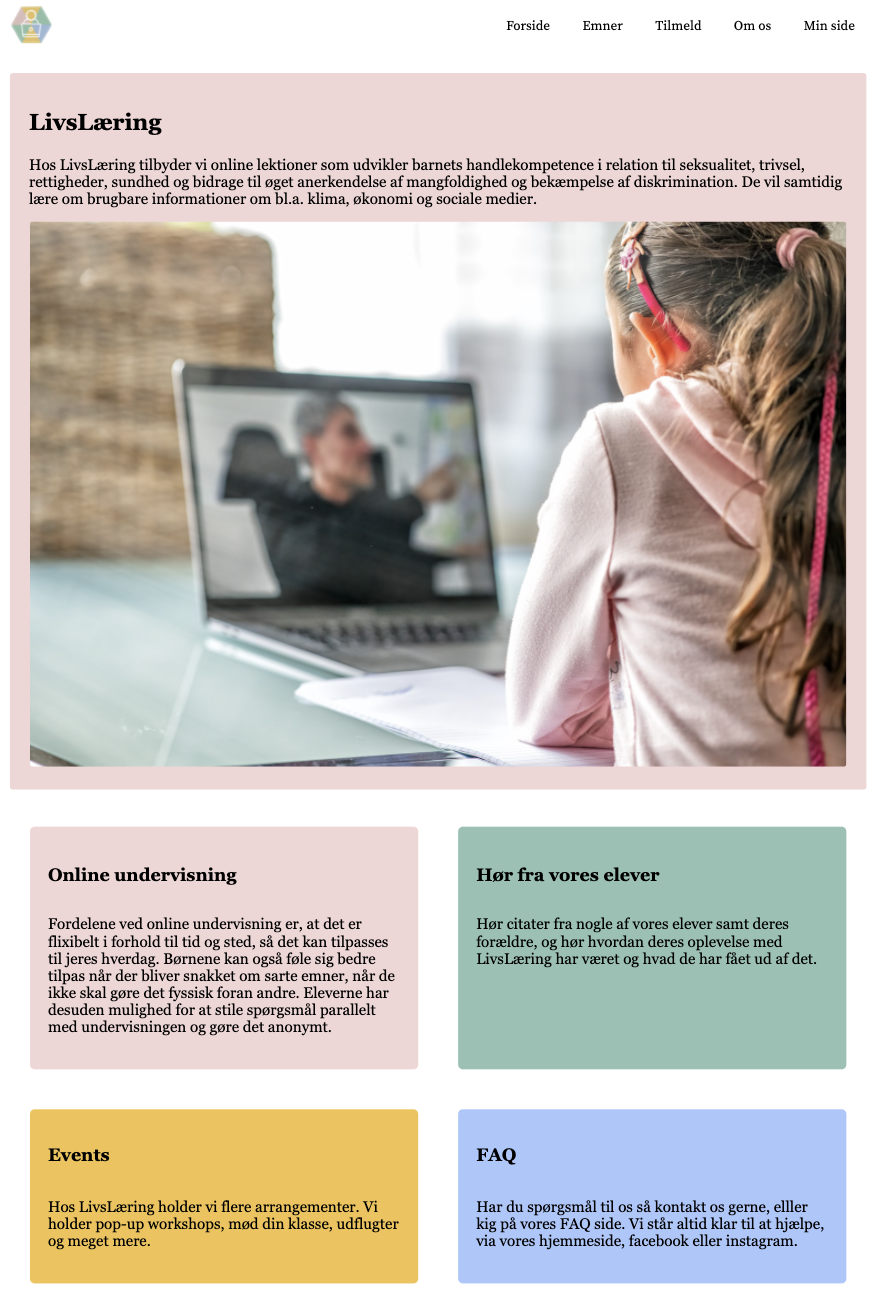 Forside Emner Tilmeld Om os Min side
LivsLæring
Hos LivsLæring tilbyder vi online lektioner som udvikler barnets handlekompetence i relation til seksualitet, trivsel,
rettigheder, sundhed og bidrage til øget anerkendelse af mangfoldighed og bekæmpelse af diskrimination. De vil samtidig
lære om brugbare informationer om bl.a. klima, økonomi og sociale medier.
Online undervisning
Fordelene ved online undervisning er, at det er
flixibelt i forhold til tid og sted, så det kan tilpasses
til jeres hverdag. Børnene kan også føle sig bedre
tilpas når der bliver snakket om sarte emner, når de
ikke skal gøre det fyssisk foran andre. Eleverne har
desuden mulighed for at stile spørgsmål parallelt
med undervisningen og gøre det anonymt.
Hør fra vores elever
Hør citater fra nogle af vores elever samt deres
forældre, og hør hvordan deres oplevelse med
LivsLæring har været og hvad de har fået ud af det.
Events
Hos LivsLæring holder vi flere arrangementer. Vi
holder pop-up workshops, mød din klasse, udflugter
og meget mere.
FAQ
Har du spørgsmål til os så kontakt os gerne, elller
kig på vores FAQ side. Vi står altid klar til at hjælpe,
via vores hjemmeside, facebook eller instagram.